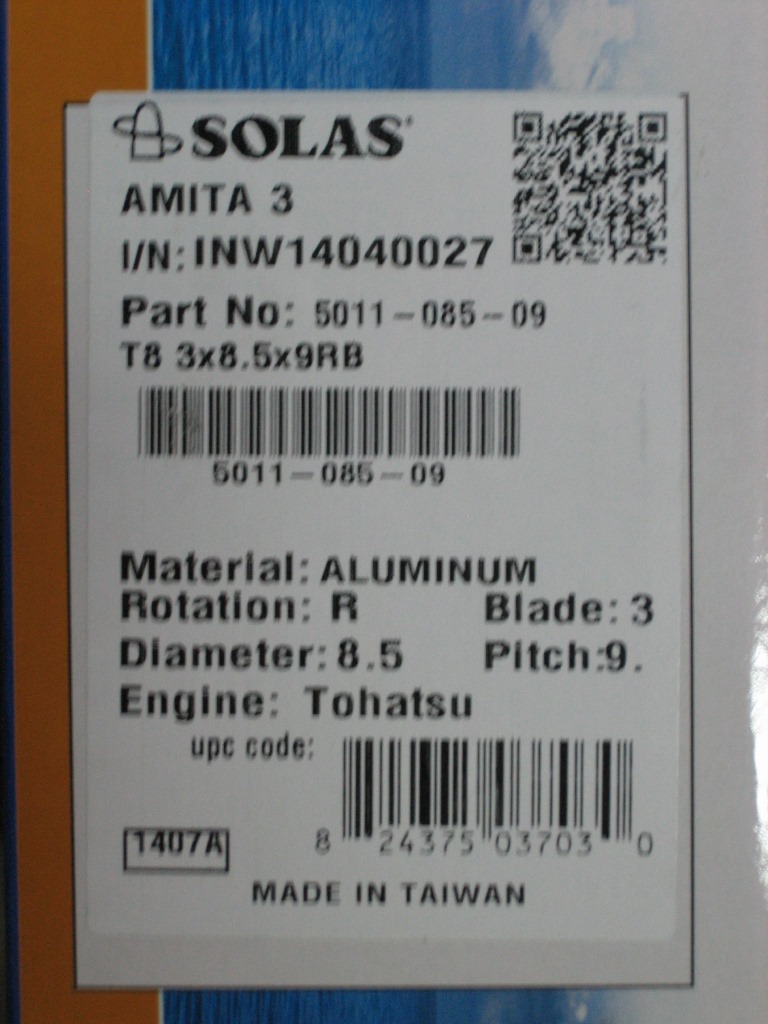 SOLAS
AMITA 3
I/N: INW14040027
Part No: 5011-085-09
T8 3x8.5x9RB
5011-085-09
Material: ALUMINUM
Rotation: R Blade: 3
Diameter: 8.5 Pitch:9.
Engine: Tohatsu
upc code:
8 24375 03703 0
1407A
MADE IN TAIWAN